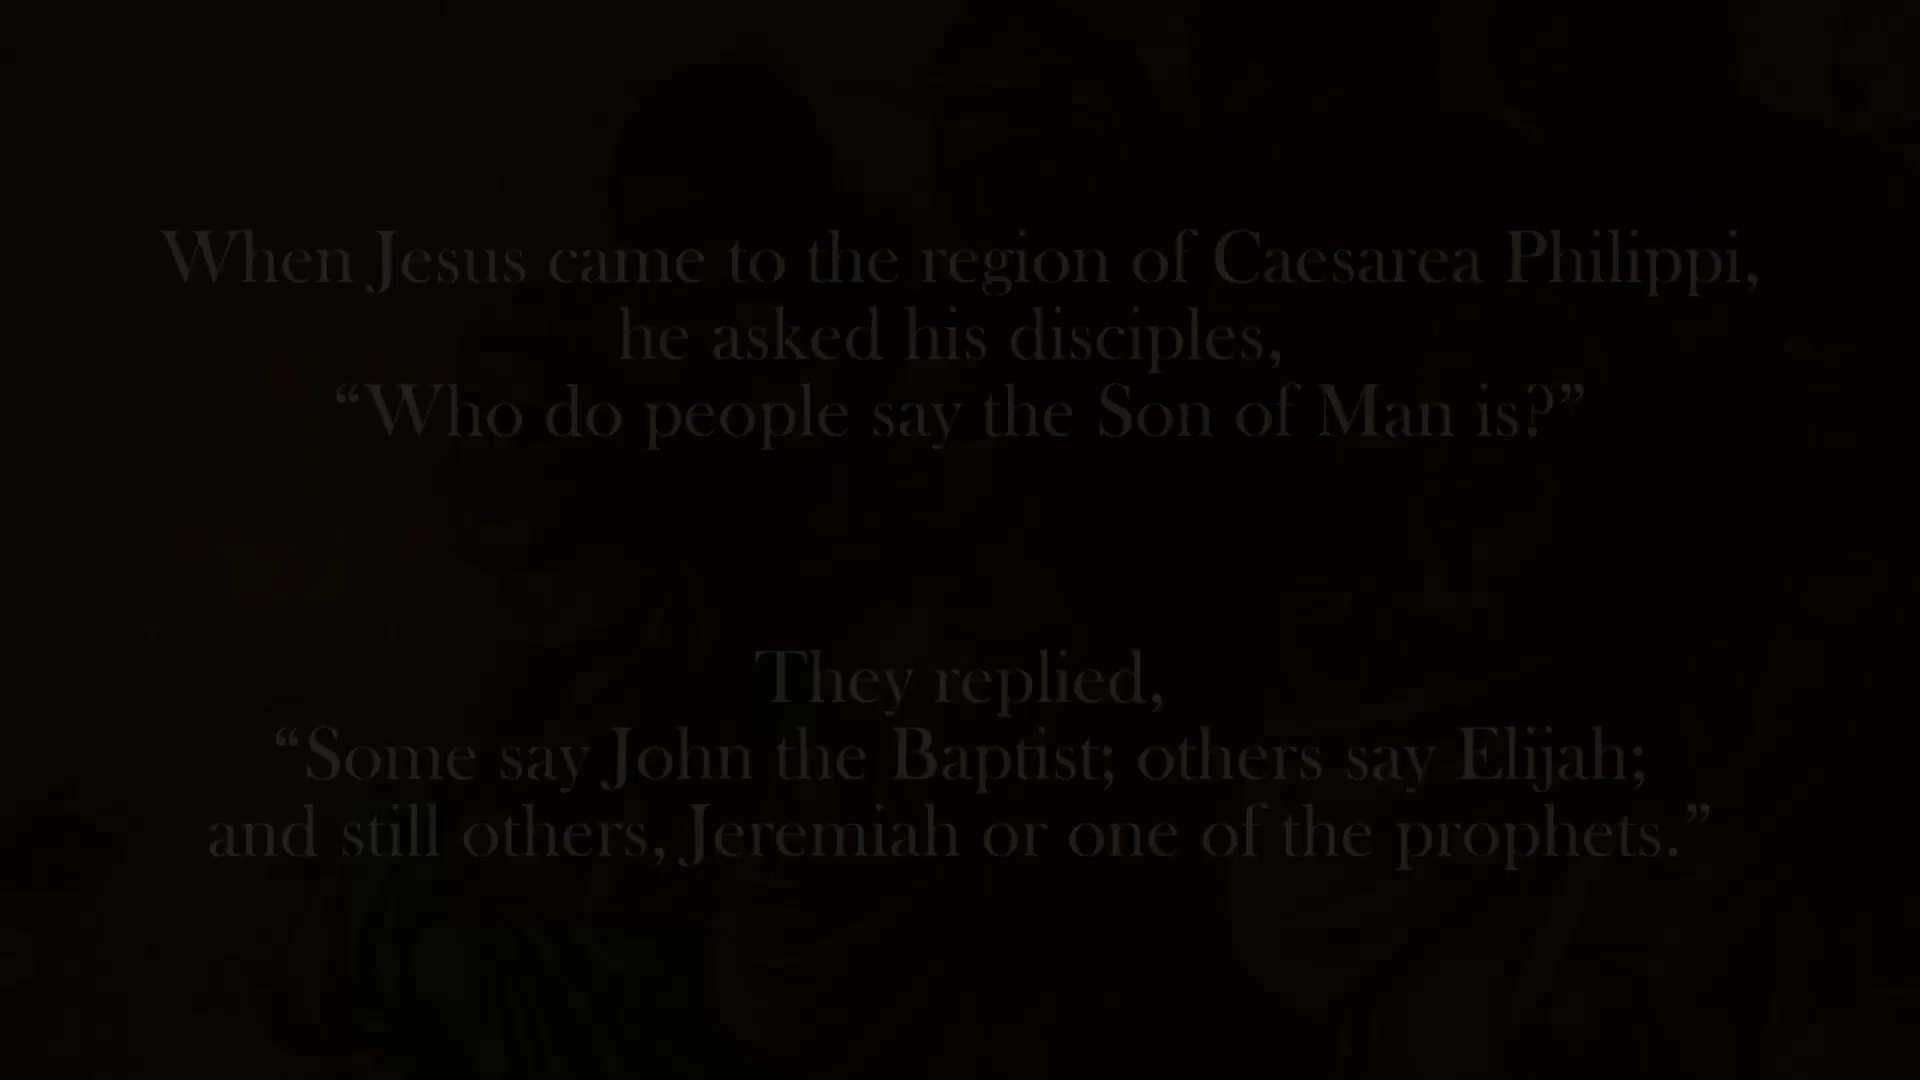 When Jesus came to the region of Caesarea Philippi,
he asked his disciples,
“Who do people say the Son of Man is?”
They replied,
“Some say John the Baptist; others say Elijah;
and still others, Jeremiah or one of the prophets.”